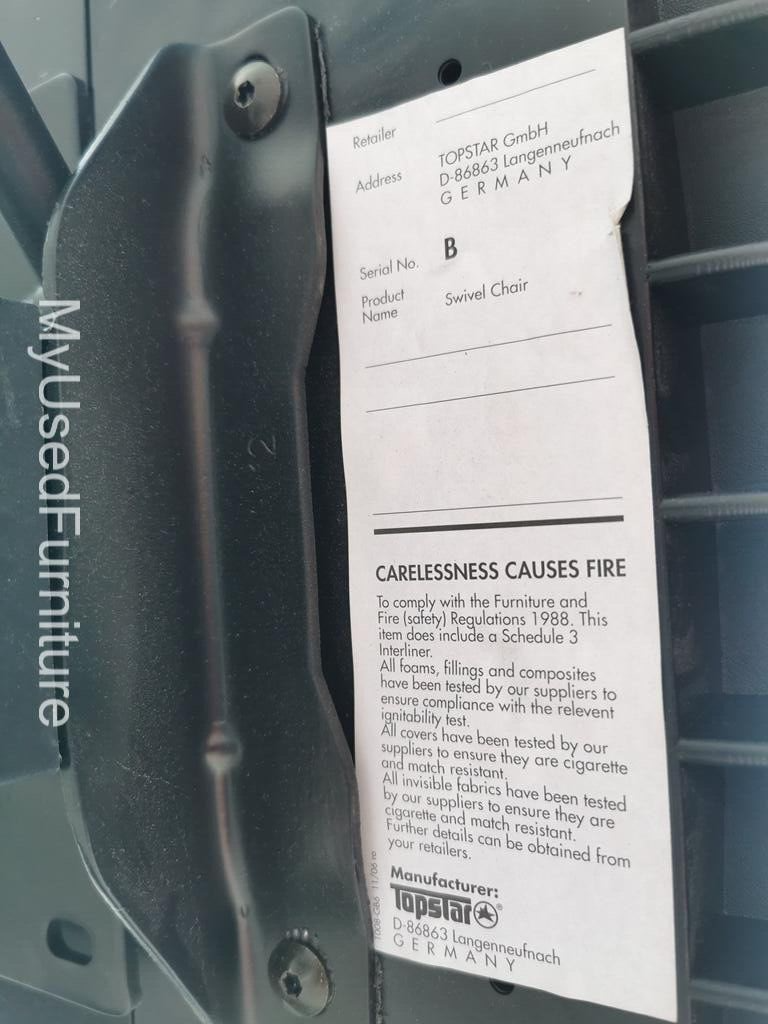 Retailer
Address
TOPSTAR GmbH
D-86863 Langenneufnach
GERMANY
Serial No. B
Product
Name
Swivel Chair
CARELESSNESS CAUSES FIRE
To comply with the Furniture and
Fire (safety) Regulations 1988. This
item does include a Schedule 3
Interliner.
All foams, fillings and composites
have been tested by our suppliers to
ensure compliance with the relevent
ignitability test.
All covers have been tested by our
suppliers to ensure they are cigarette
and match resistant.
All invisible fabrics have been tested
by our suppliers to ensure they are
cigarette and match resistant.
Further details can be obtained from
your retailers.
Manufacturer:
Topstar ®
D-86863 Langenneufnach
GERMANY
11/06
2
MyUsedFurniture